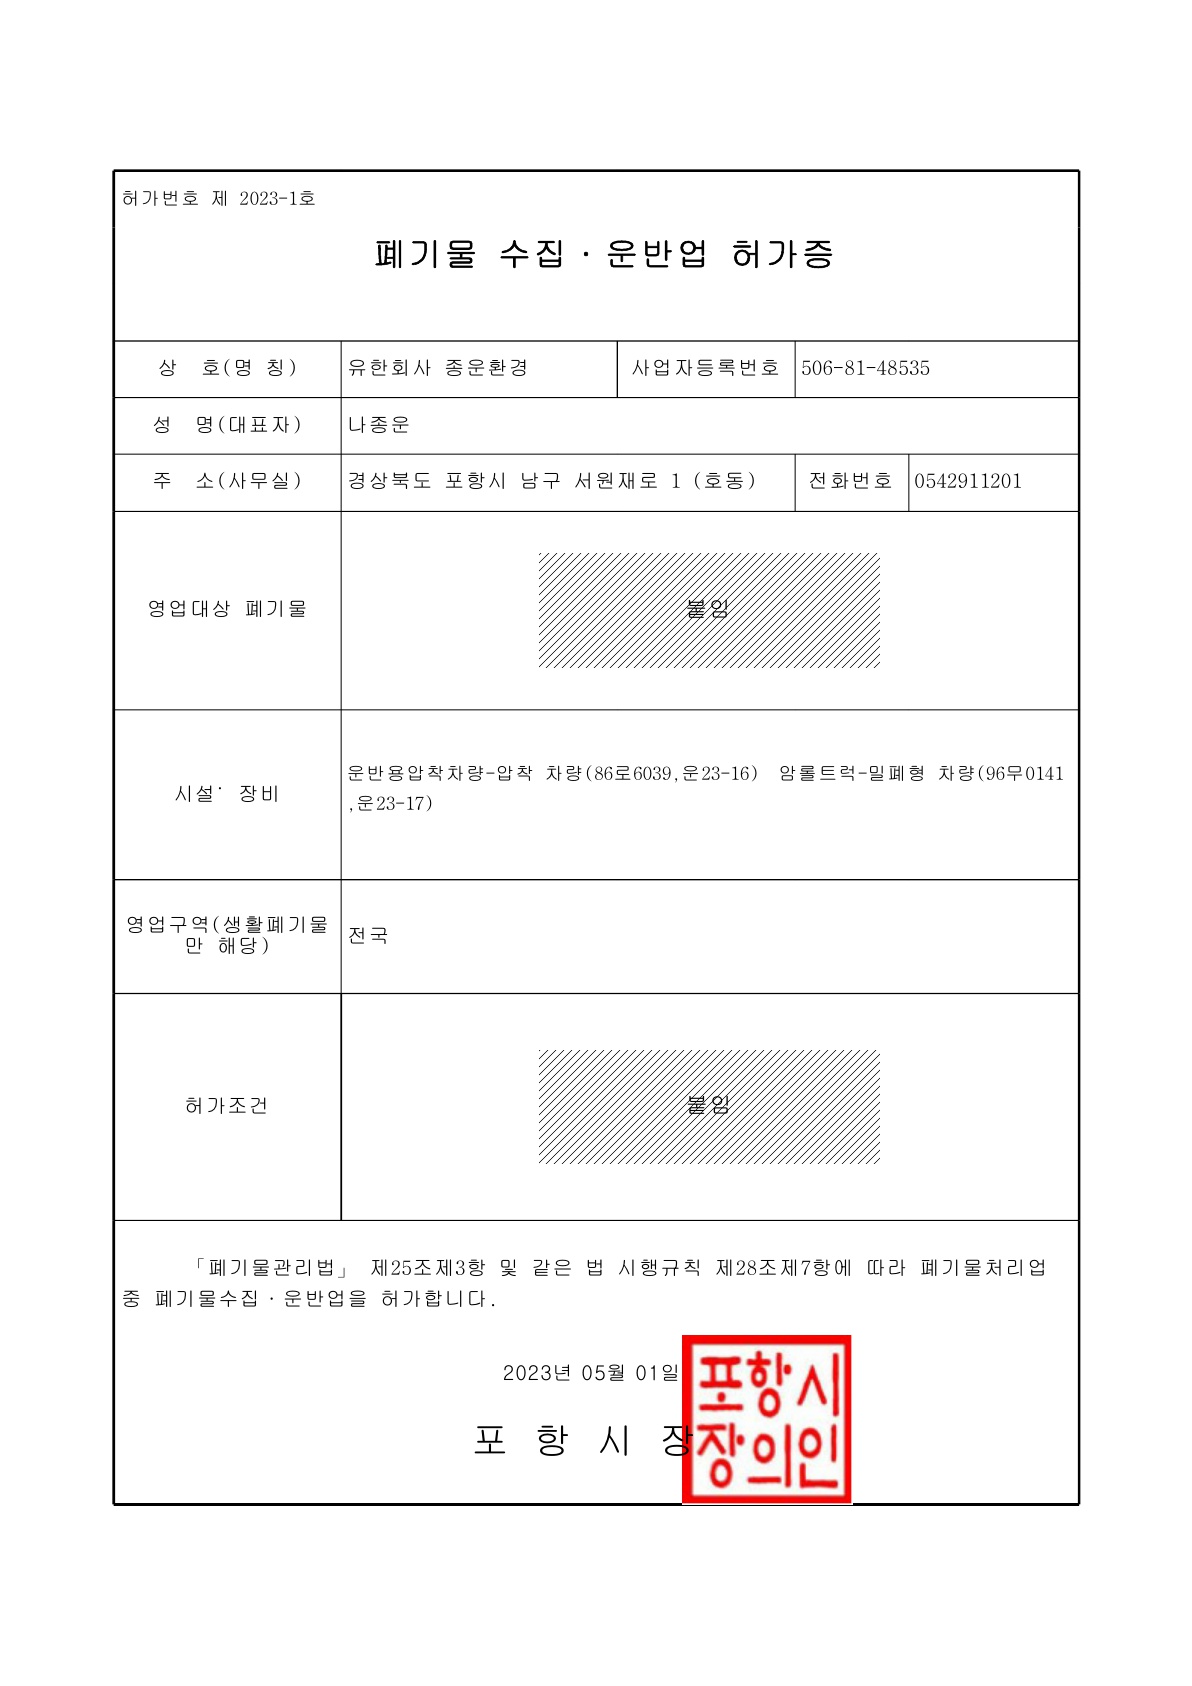 허가번호 제 2023-1호
폐기물 수집 · 운반업 허가증
상 호(명 칭) 유한회사 종운환경 사업자등록번호 506-81-48535
성 명(대표자) 나종운
주 소(사무실) 경상북도 포항시 남구 서원재로 1 (호동) 전화번호 0542911201
영업대상 폐기물 붙임
운반용압착차량-압착 차량(86로6039,운23-16) 암롤트럭-밀폐형 차량(96무0141
시설· 장비
,운23-17)
영업구역(생활폐기물
만 해당)
전국
허가조건 붙임
「폐기물관리법」 제25조제3항 및 같은 법 시행규칙 제28조제7항에 따라 폐기물처리업
중 폐기물수집 · 운반업을 허가합니다.
2023년 05월 01일
포 항 시 장
포항시
장의인